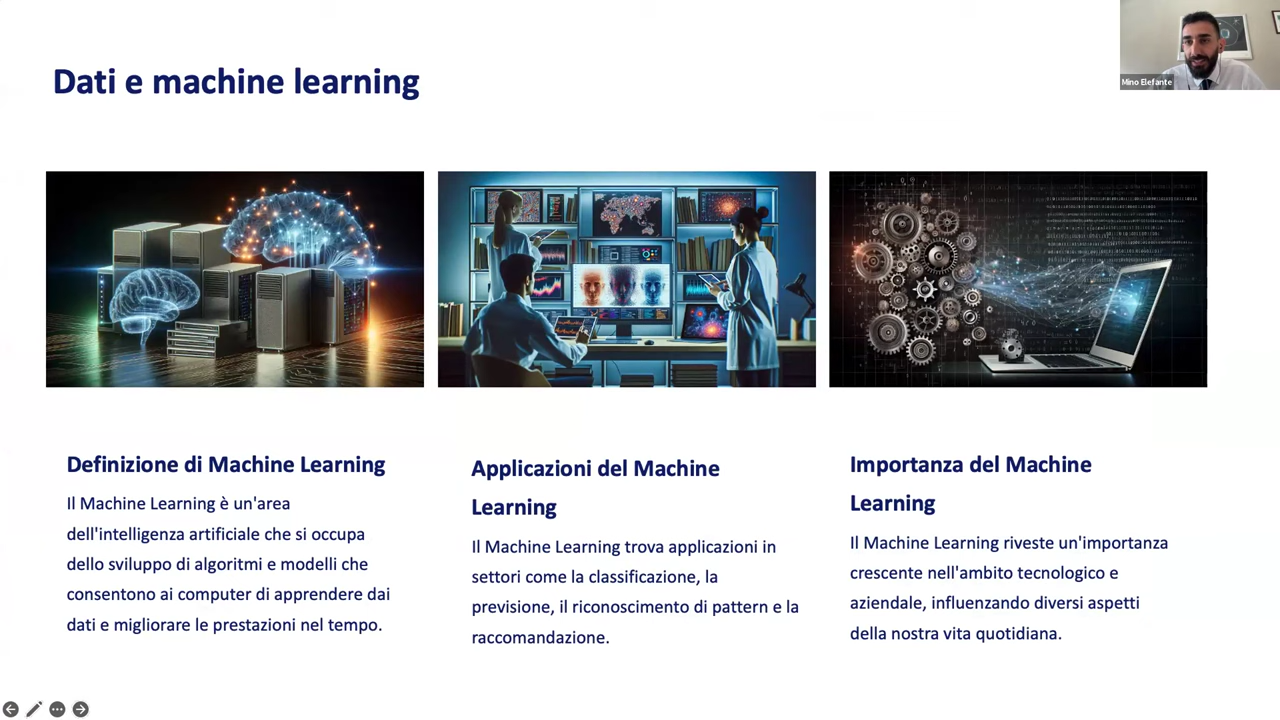 Dati e machine learning
Mino Elefante
Definizione di Machine Learning
Il Machine Learning è un'area
dell'intelligenza artificiale che si occupa
dello sviluppo di algoritmi e modelli che
consentono ai computer di apprendere dai
dati e migliorare le prestazioni nel tempo.
Applicazioni del Machine
Learning
Il Machine Learning trova applicazioni in
settori come la classificazione, la
previsione, il riconoscimento di pattern e la
raccomandazione.
Importanza del Machine
Learning
Il Machine Learning riveste un'importanza
crescente nell'ambito tecnologico e
aziendale, influenzando diversi aspetti
della nostra vita quotidiana.